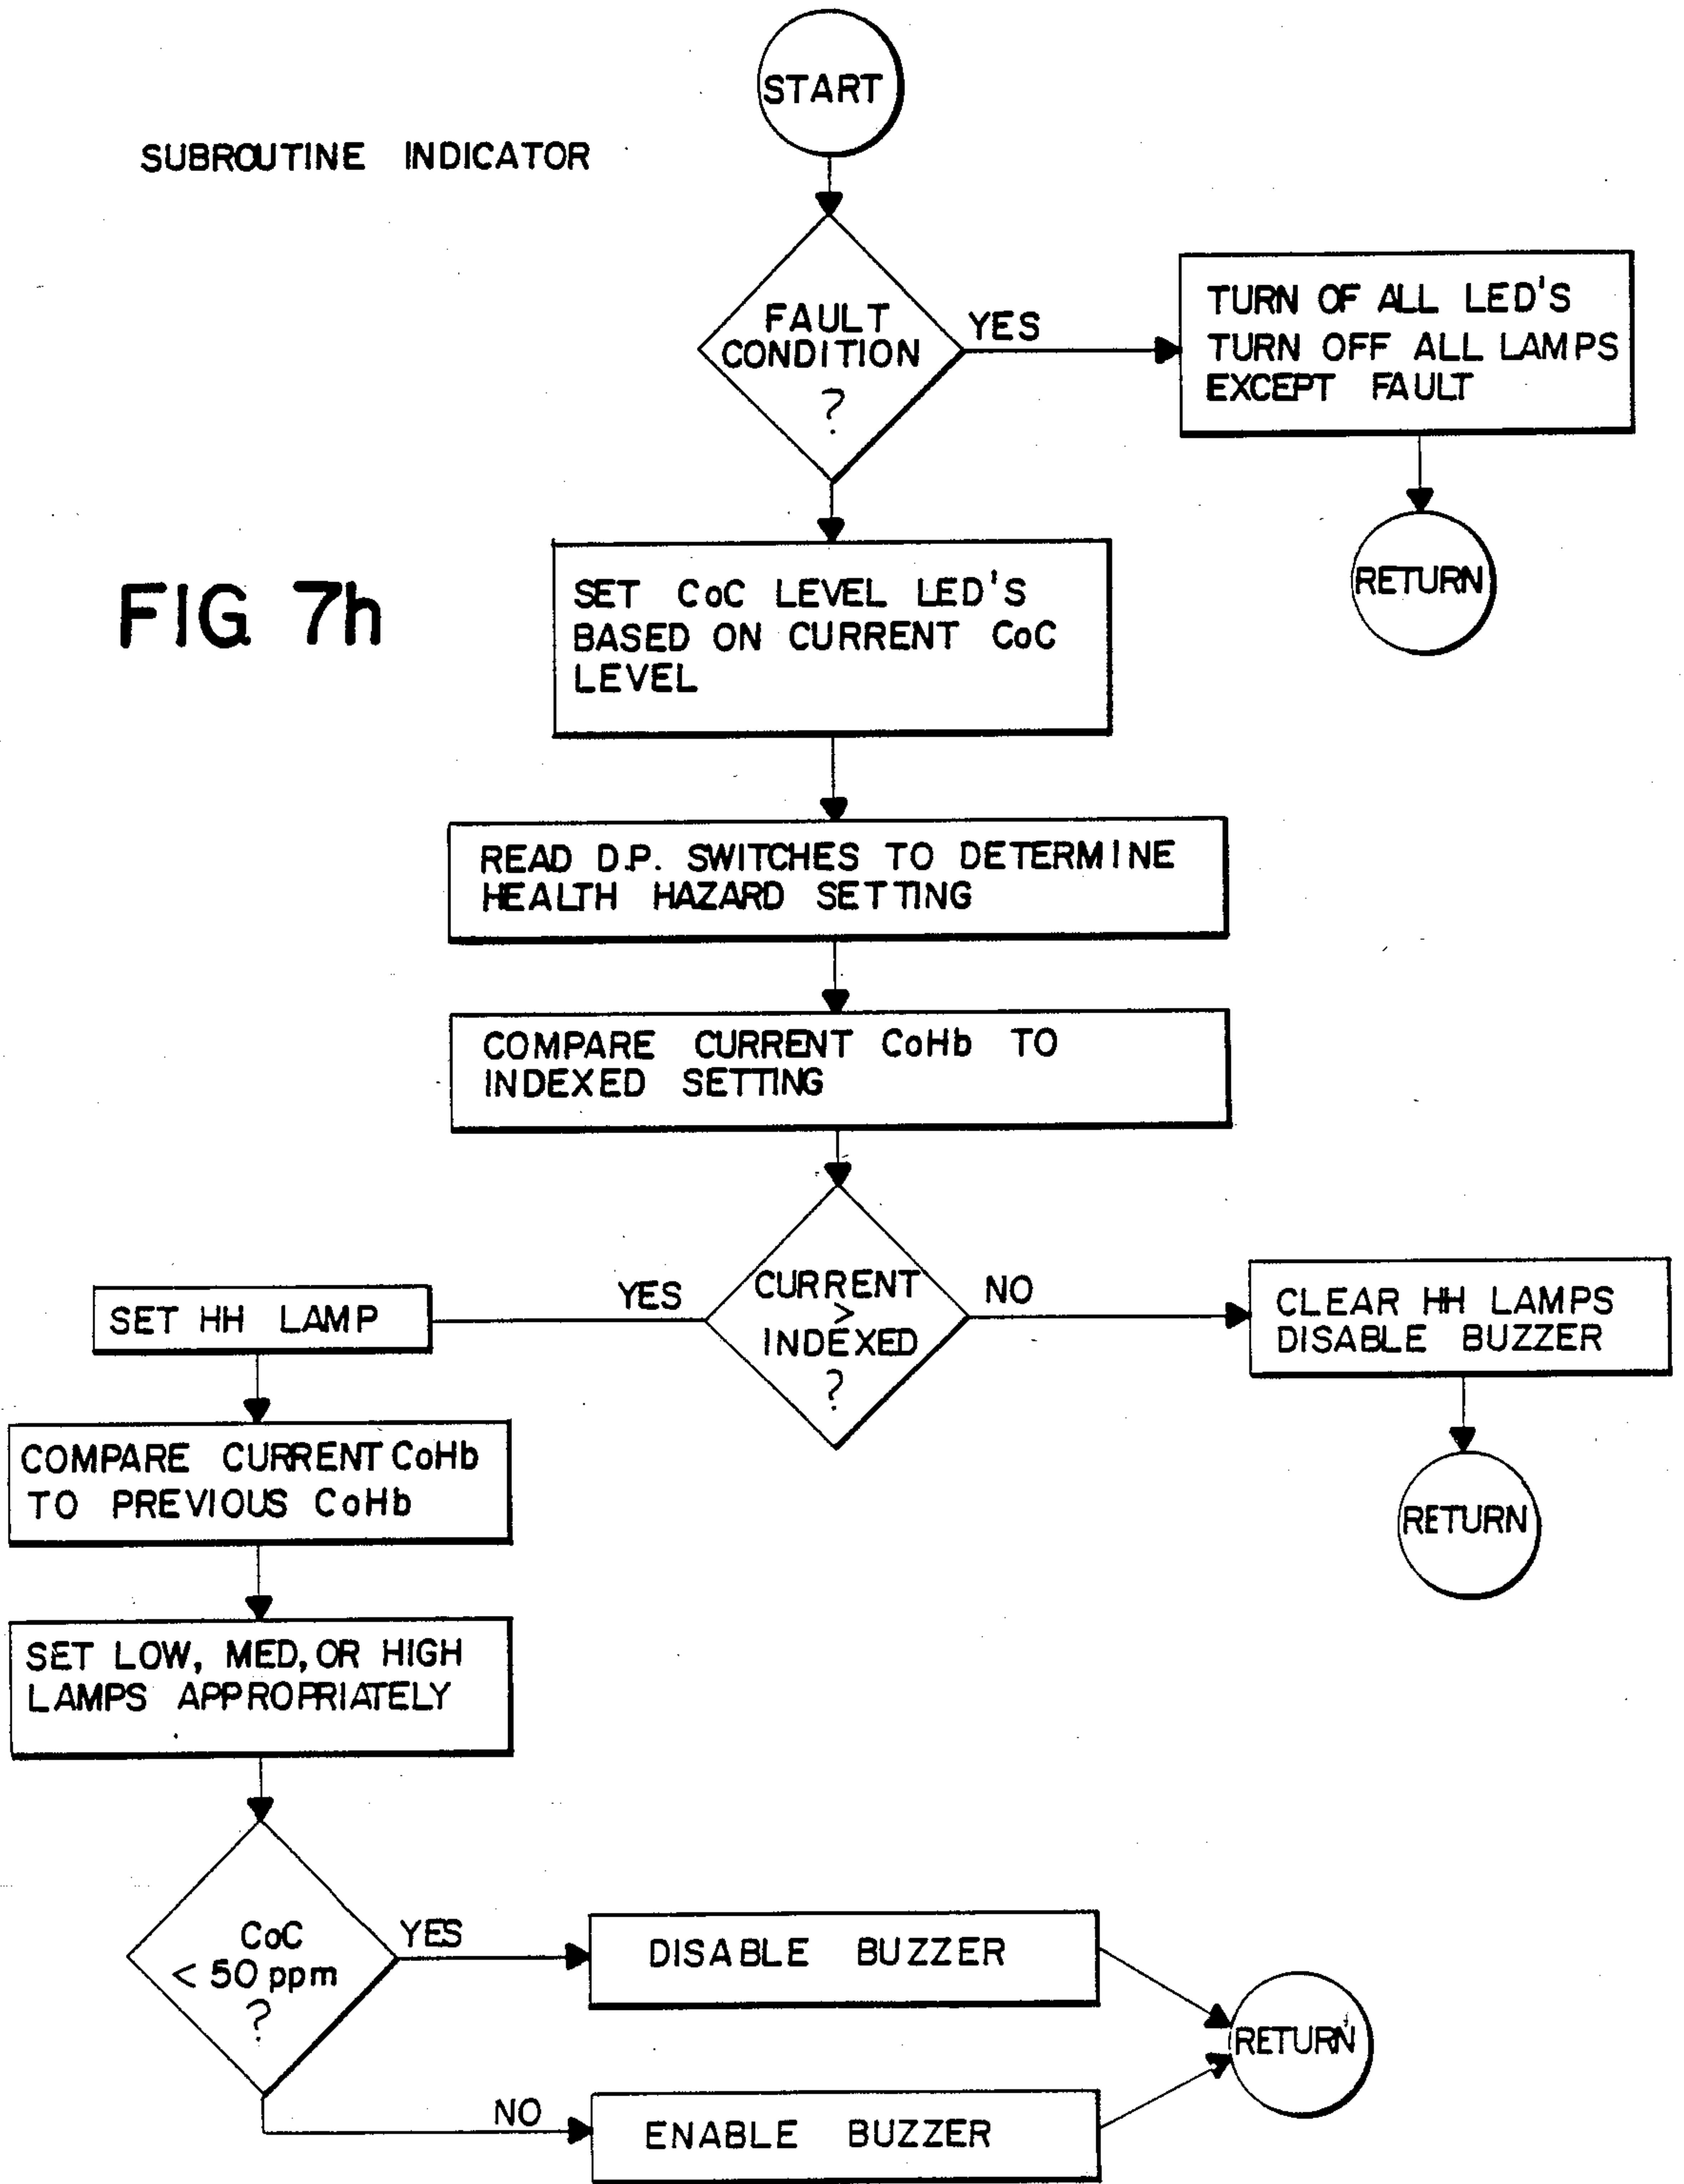 START
SUBROUTINE INDICATOR
FAULT
CONDITION
?
YES
TURN OF ALL LED'S
TURN OFF ALL LAMPS
EXCEPT FAULT
RETURN
FIG 7h
SET CoC LEVEL LED'S
BASED ON CURRENT CoC
LEVEL
READ D.P. SWITCHES TO DETERMINE
HEALTH HAZARD SETTING
COMPARE CURRENT CoHb TO
INDEXED SETTING
CURRENT
>
INDEXED
?
YES
NO
SET HH LAMP
CLEAR HH LAMPS
DISABLE BUZZER
RETURN
COMPARE CURRENT CoHb
TO PREVIOUS CoHb
SET LOW, MED, OR HIGH
LAMPS APPROPRIATELY
CoC
< 50 ppm
?
YES
DISABLE BUZZER
NO
ENABLE BUZZER
RETURN